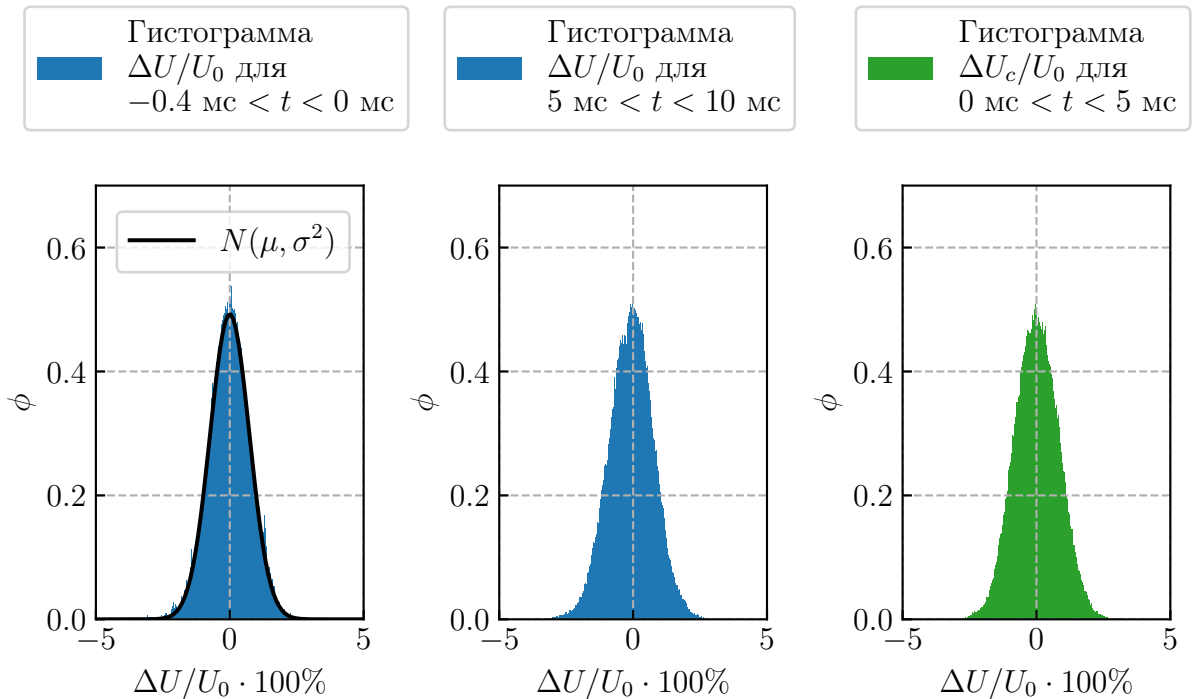 Гистограмма
ΔU/U₀ для
−0.4 мс < t < 0 мс
Гистограмма
ΔU/U₀ для
5 мс < t < 10 мс
Гистограмма
ΔU_c/U₀ для
0 мс < t < 5 мс
N(μ, σ²)
0.6
0.4
0.2
0.0
ϕ
−5
0
5
ΔU/U₀ · 100%
0.6
0.4
0.2
0.0
ϕ
−5
0
5
ΔU/U₀ · 100%
0.6
0.4
0.2
0.0
ϕ
−5
0
5
ΔU/U₀ · 100%